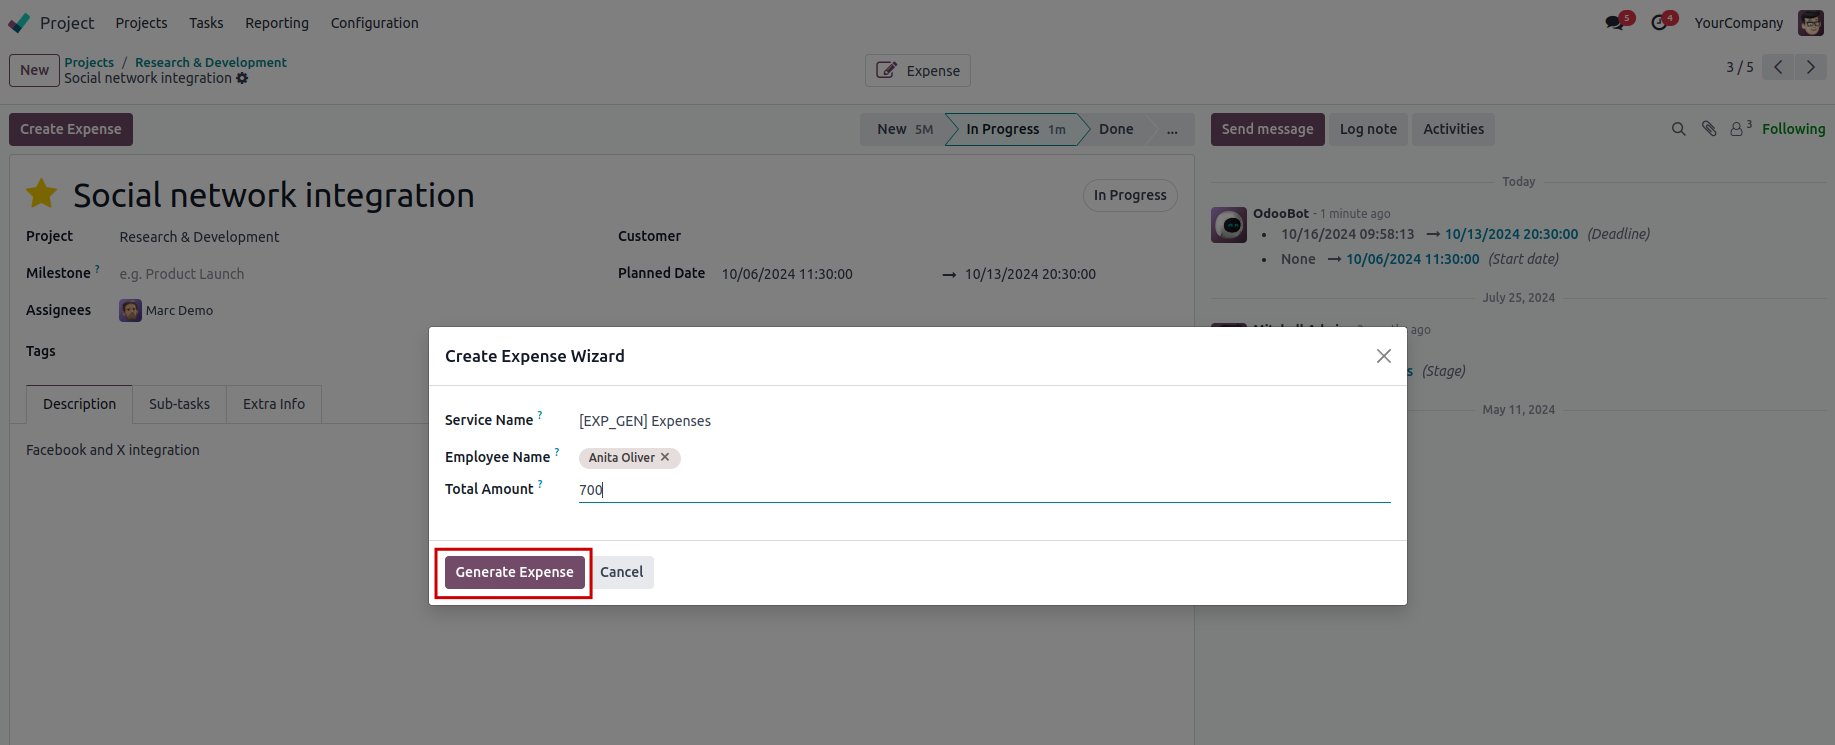 Project Projects Tasks Reporting Configuration 5 4 YourCompany
New Projects / Research & Development
Social network integration
Expense
3 / 5
Create Expense
New 5M In Progress 1m Done ...
Send message Log note Activities 3 Following
Social network integration
In Progress
Project Research & Development
Customer
Milestone ? e.g. Product Launch
Planned Date 10/06/2024 11:30:00 → 10/13/2024 20:30:00
Assignees Marc Demo
Tags
Description Sub-tasks Extra Info
Facebook and X integration
Today
OdooBot - 1 minute ago
• 10/16/2024 09:58:13 → 10/13/2024 20:30:00 (Deadline)
• None → 10/06/2024 11:30:00 (Start date)
July 25, 2024
ago
s (Stage)
May 11, 2024
Create Expense Wizard
Service Name ? [EXP_GEN] Expenses
Employee Name ? Anita Oliver ×
Total Amount ? 700
Generate Expense Cancel